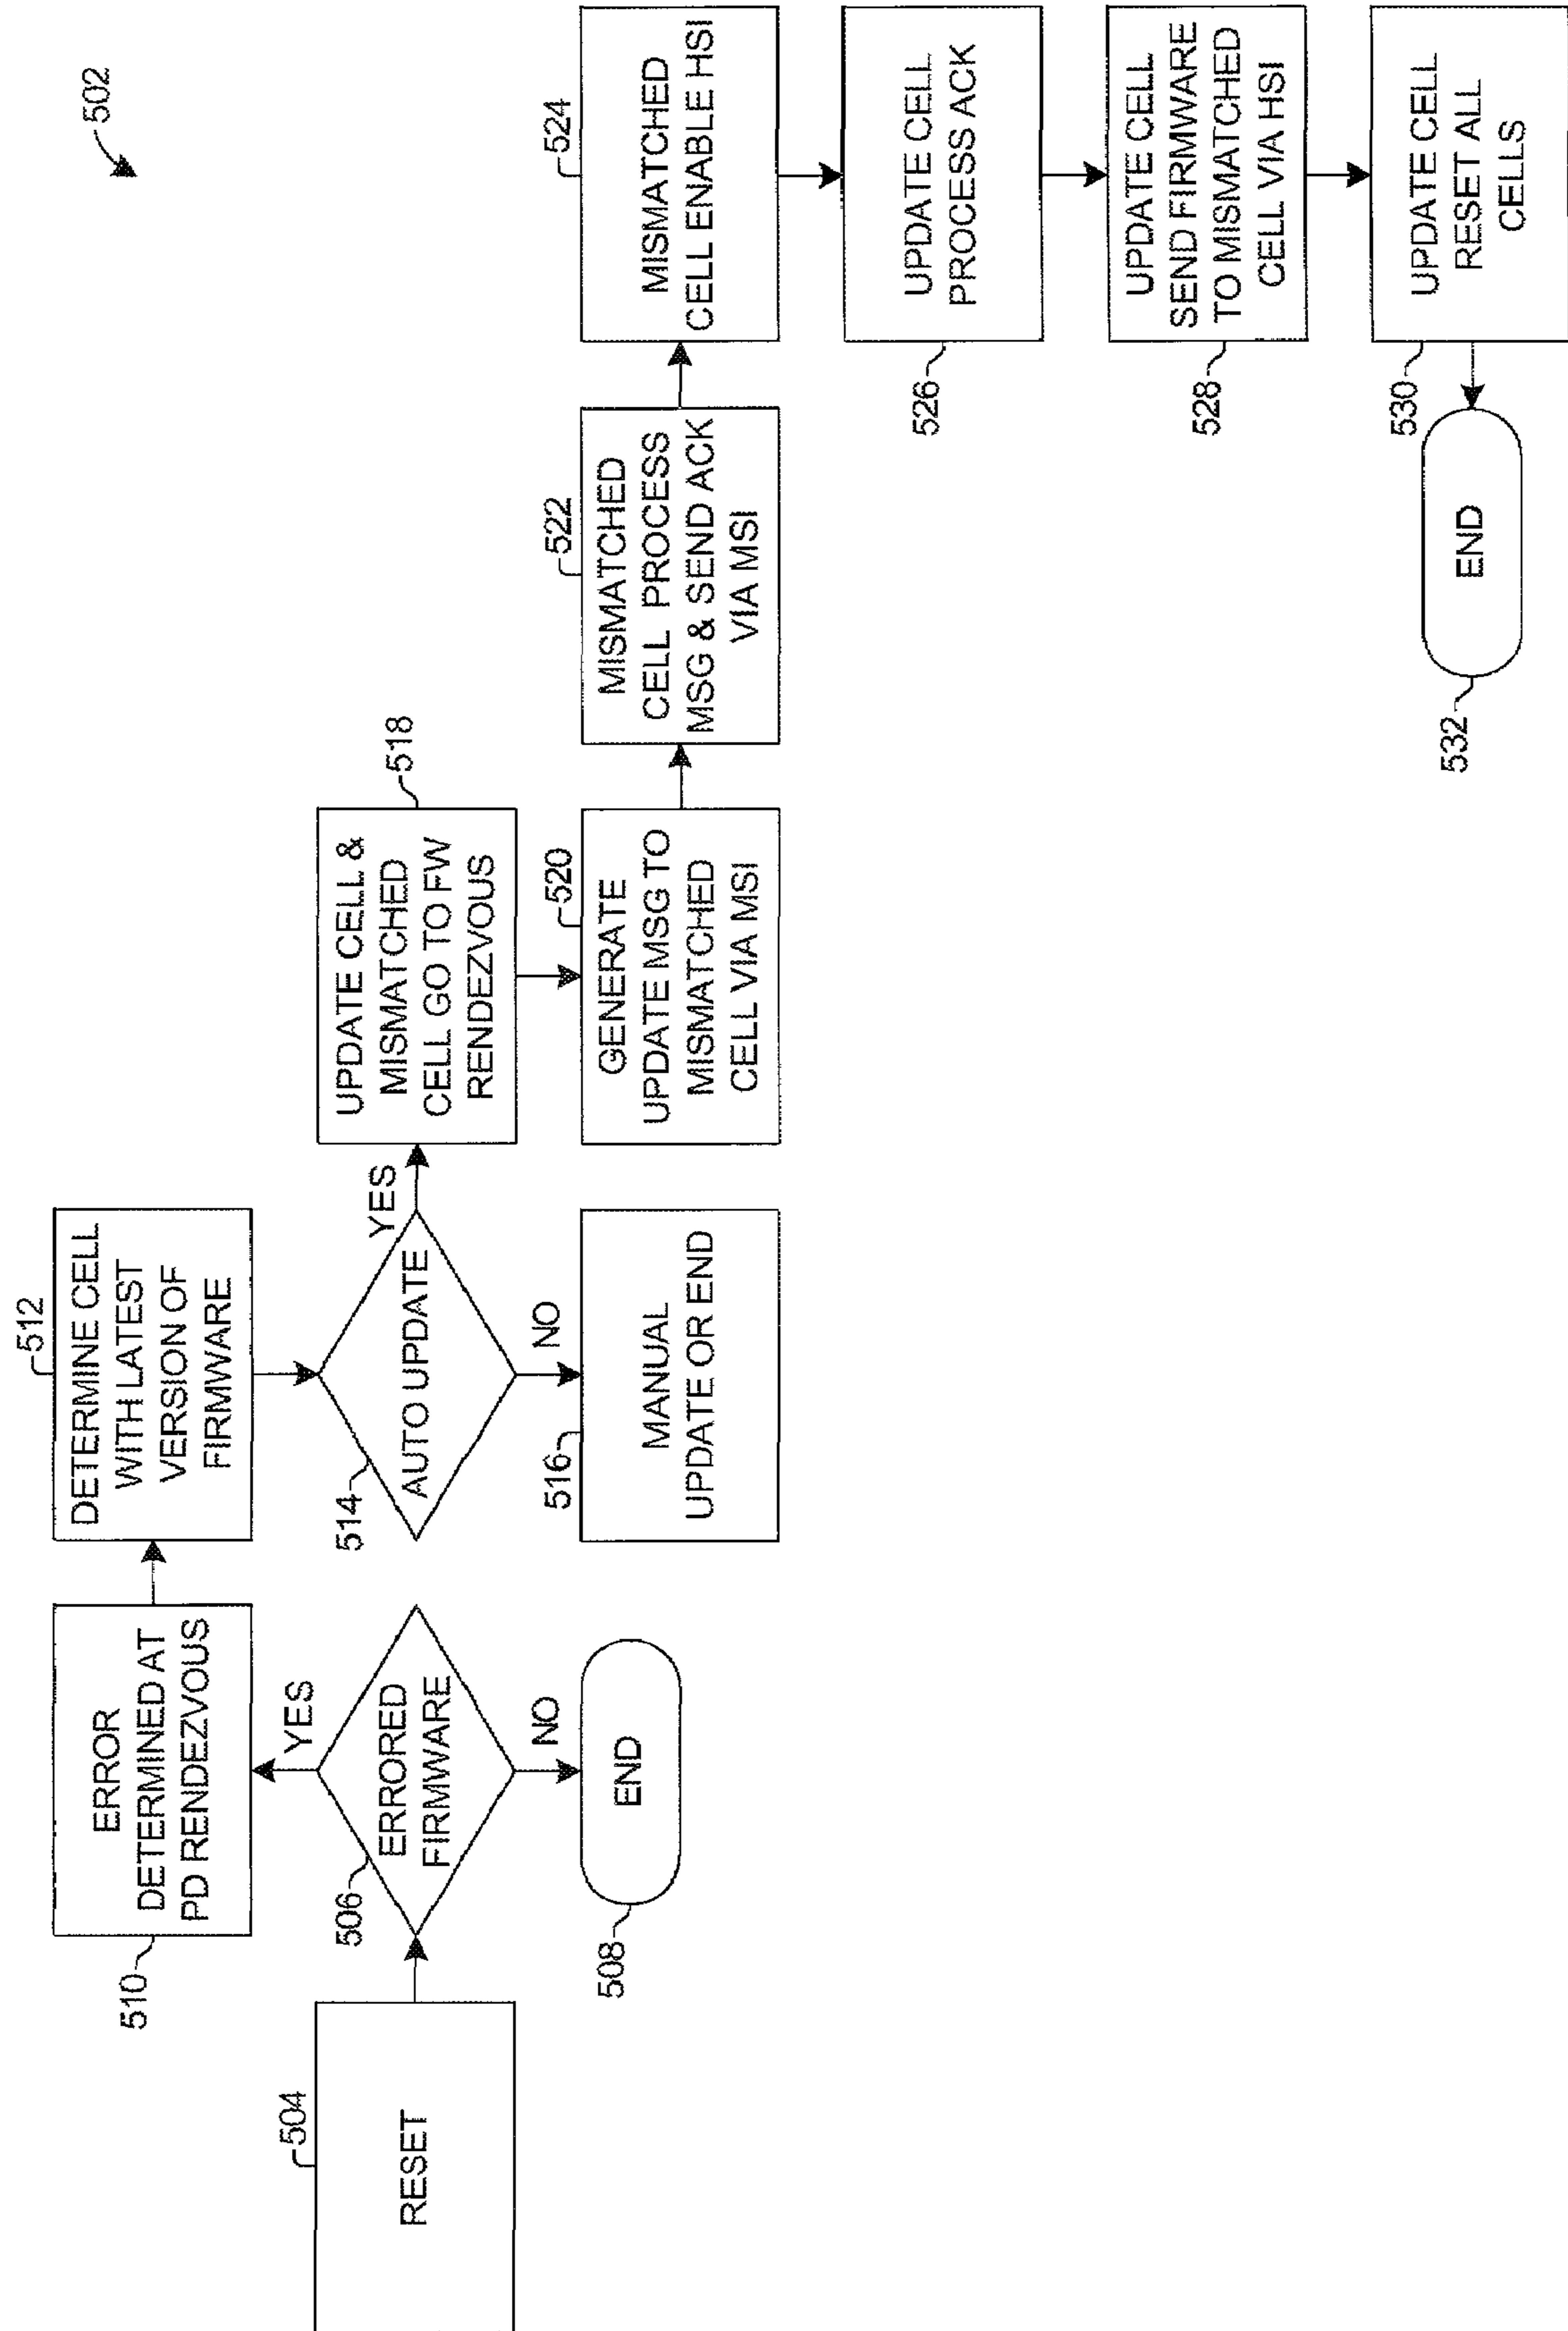 502
504
RESET
506
ERRORED
FIRMWARE
YES
NO
END
508
ERROR
DETERMINED AT
PD RENDEZVOUS
510
512
DETERMINE CELL
WITH LATEST
VERSION OF
FIRMWARE
514
AUTO UPDATE
YES
NO
516
MANUAL
UPDATE OR END
518
UPDATE CELL &
MISMATCHED
CELL GO TO FW
RENDEZVOUS
520
GENERATE
UPDATE MSG TO
MISMATCHED
CELL VIA MSI
522
MISMATCHED
CELL PROCESS
MSG & SEND ACK
VIA MSI
524
MISMATCHED
CELL ENABLE HSI
526
UPDATE CELL
PROCESS ACK
528
UPDATE CELL
SEND FIRMWARE
TO MISMATCHED
CELL VIA HSI
530
UPDATE CELL
RESET ALL
CELLS
END
532